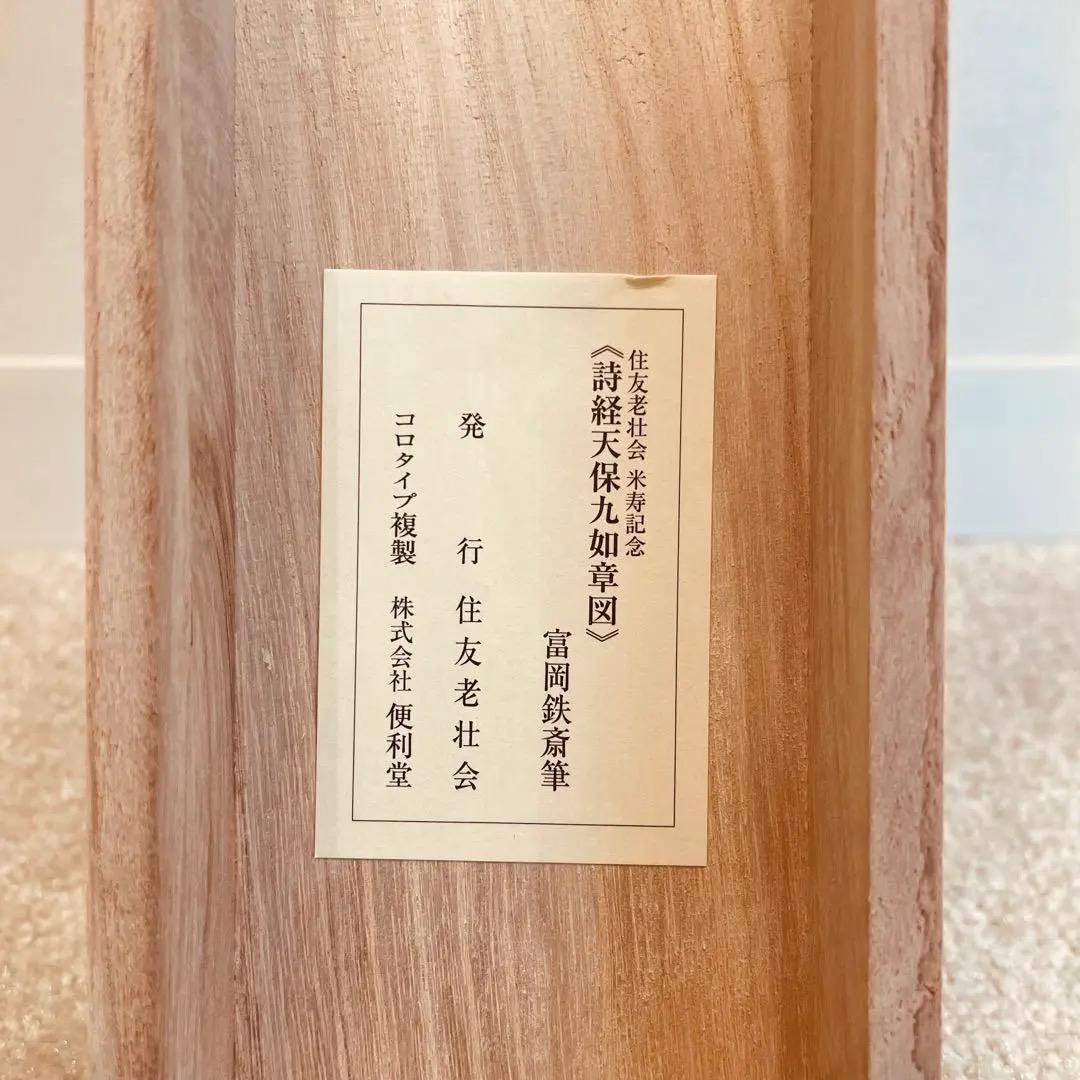 住友老壮会 米寿記念
《詩経天保九如章図》
富岡鉄斎筆
発行 住友老壮会
コロタイプ複製 株式会社 便利堂